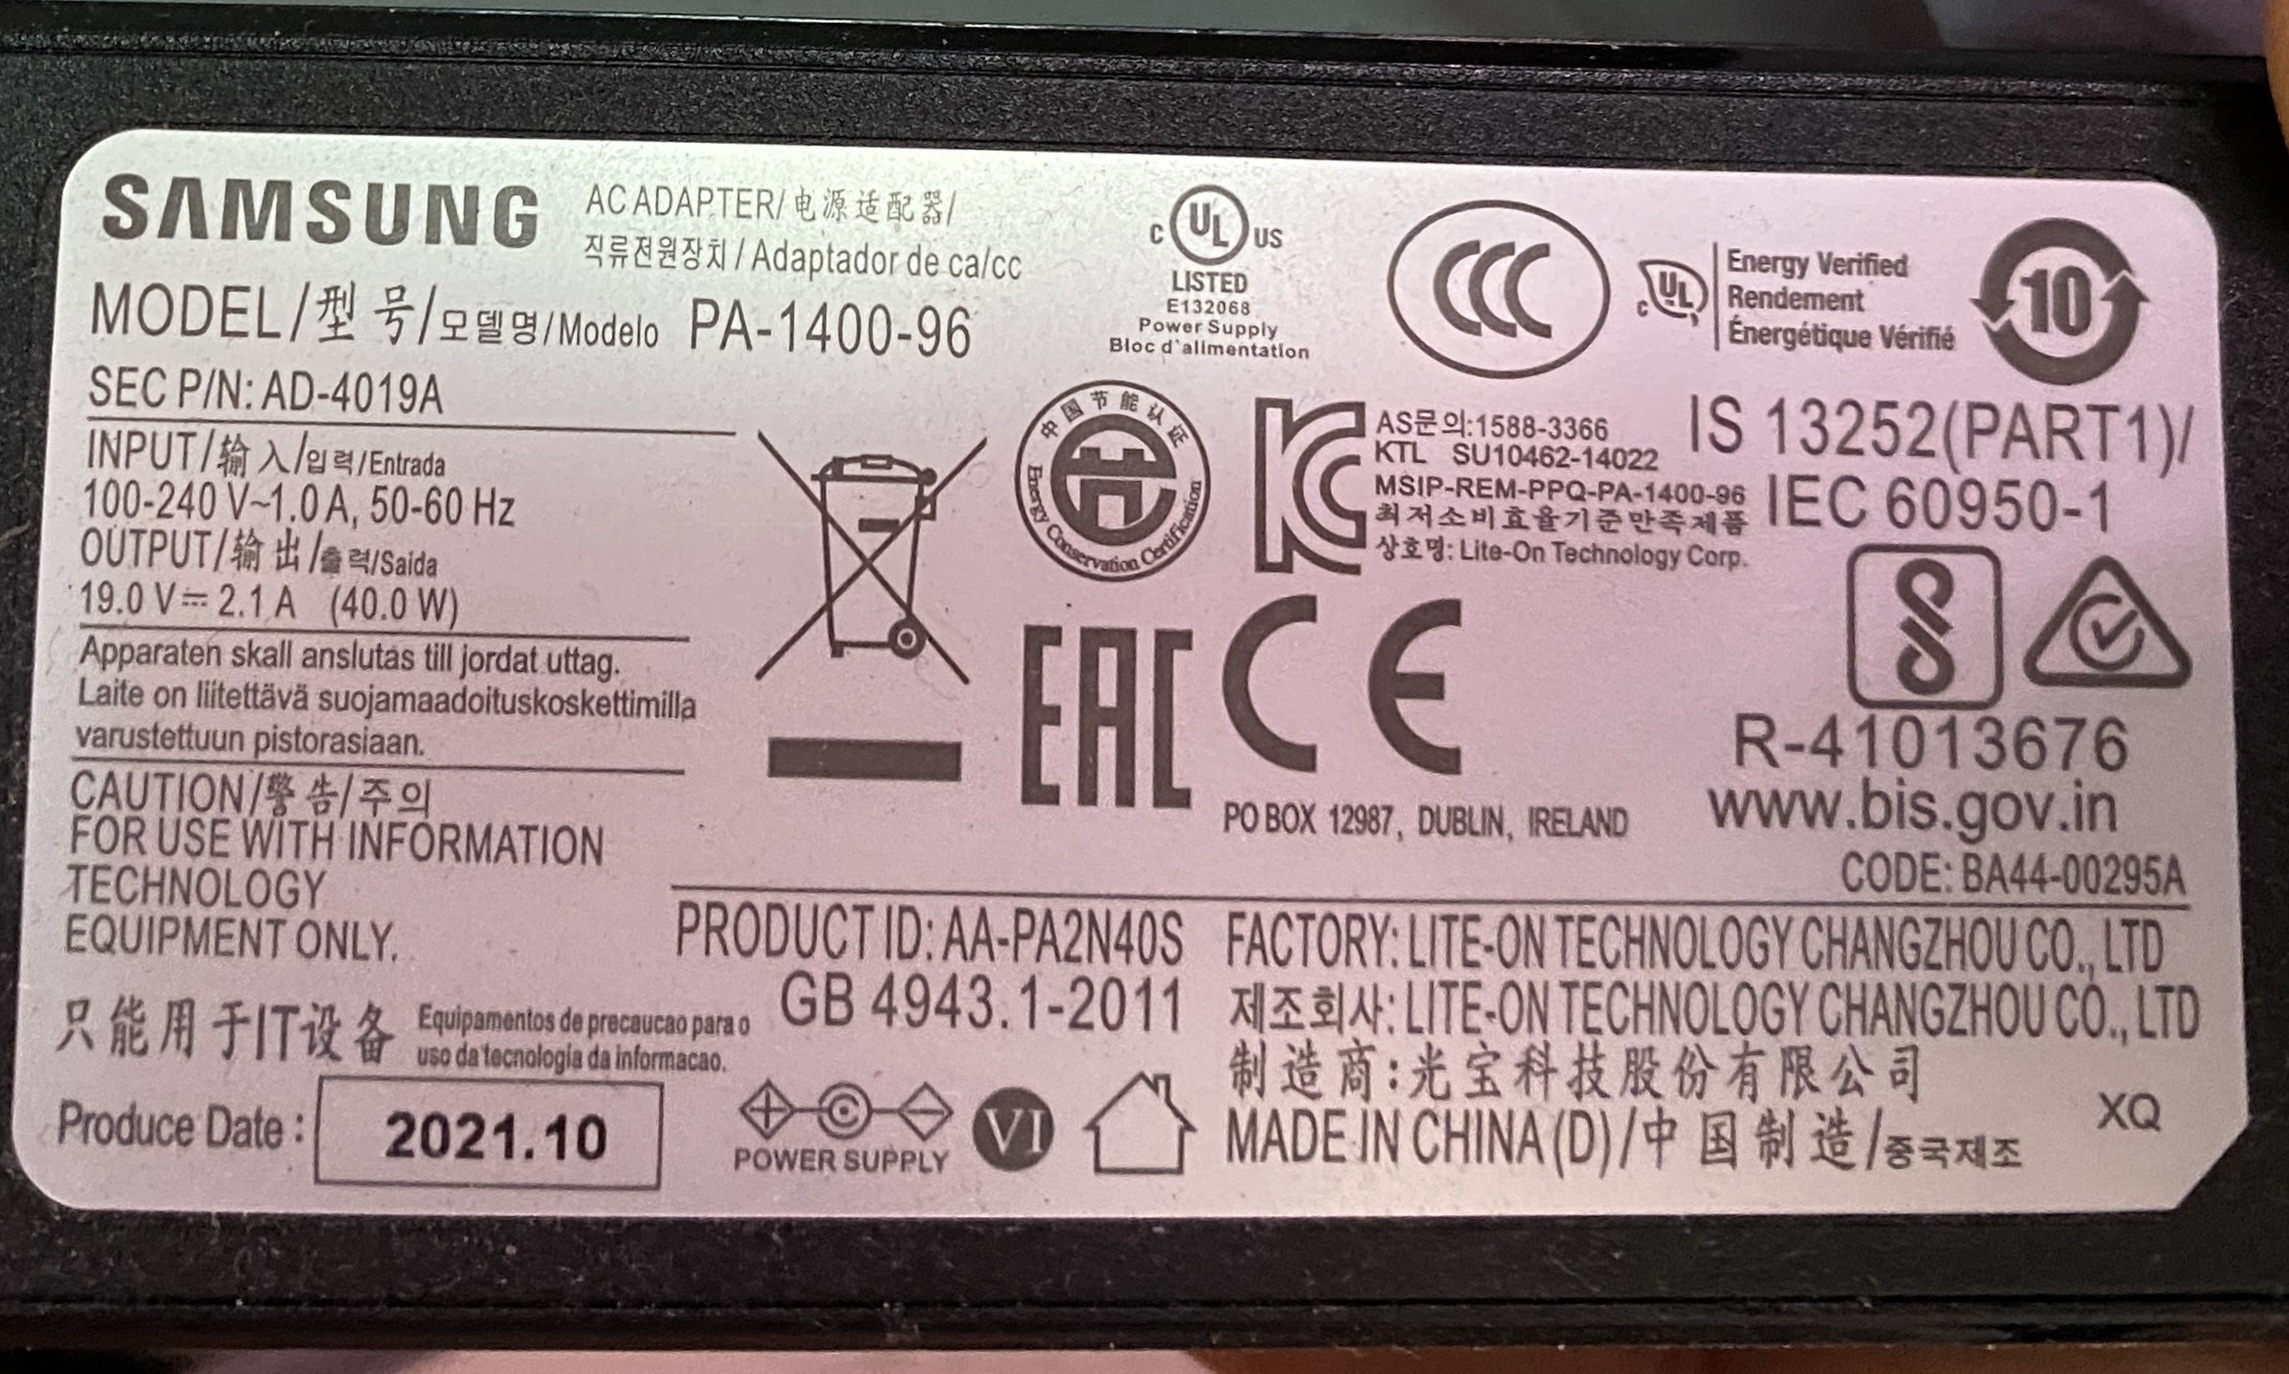 SAMSUNG
AC ADAPTER/电源适配器/
직류전원장치/Adaptador de ca/cc
MODEL/型号/모델명/Modelo PA-1400-96
SEC P/N: AD-4019A
INPUT/输入/입력/Entrada
100-240 V~1.0 A, 50-60 Hz
OUTPUT/输出/출력/Saida
19.0 V⎓ 2.1 A (40.0 W)
Apparaten skall anslutas till jordat uttag.
Laite on liitettävä suojamaadoituskoskettimilla
varustettuun pistorasiaan.
CAUTION/警告/주의
FOR USE WITH INFORMATION
TECHNOLOGY
EQUIPMENT ONLY.
只能用于IT设备
Equipamentos de precaucao para o
uso da tecnologia da informacao.
Produce Date : 2021.10
C UL US
LISTED
E132068
Power Supply
Bloc d'alimentation
CCC
C UL
Energy Verified
Rendement
Énergétique Vérifié
10
中国节能认证
Energy Conservation Certification
KC
AS문의:1588-3366
KTL SU10462-14022
MSIP-REM-PPQ-PA-1400-96
최저소비효율기준만족제품
상호명: Lite-On Technology Corp.
IS 13252(PART1)/
IEC 60950-1
EAC CE
PO BOX 12987, DUBLIN, IRELAND
R-41013676
www.bis.gov.in
CODE: BA44-00295A
PRODUCT ID: AA-PA2N40S
GB 4943.1-2011
POWER SUPPLY
VI
FACTORY: LITE-ON TECHNOLOGY CHANGZHOU CO., LTD
제조회사: LITE-ON TECHNOLOGY CHANGZHOU CO., LTD
制造商:光宝科技股份有限公司
MADE IN CHINA (D)/中国制造/중국제조
XQ